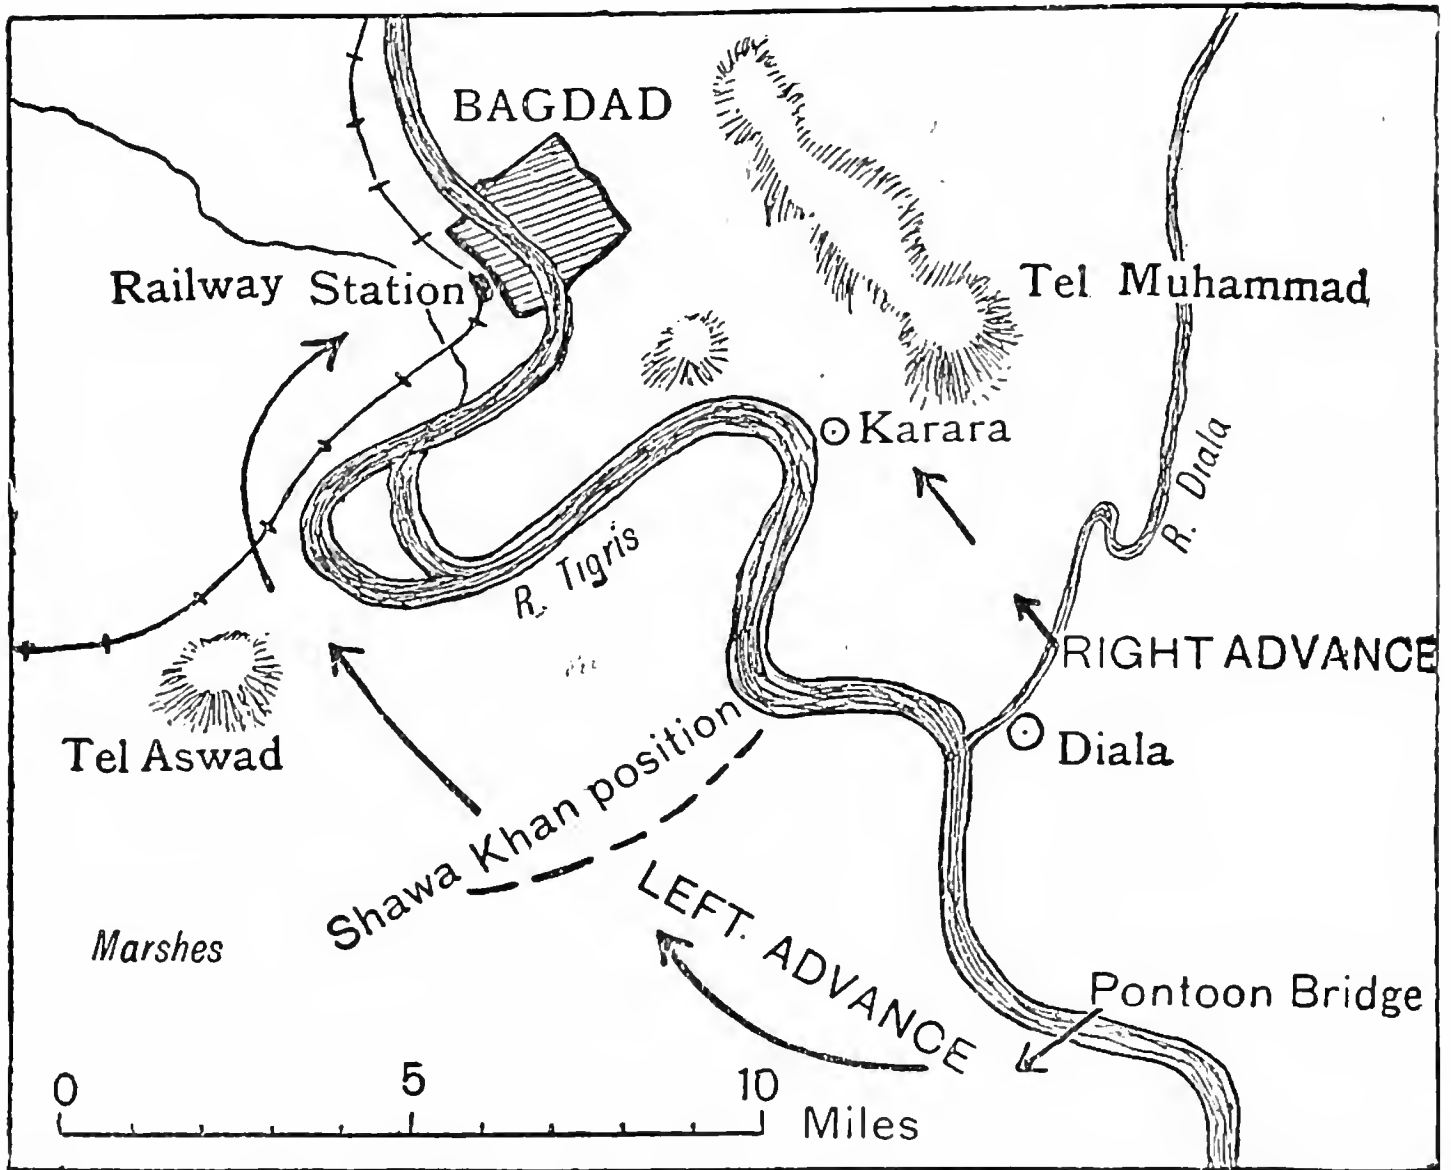 BAGDAD
Railway Station
Tel Muhammad
Karara
R. Diala
R. Tigris
RIGHT ADVANCE
Diala
Tel Aswad
Shawa Khan position
LEFT. ADVANCE
Marshes
Pontoon Bridge
0 5 10
Miles